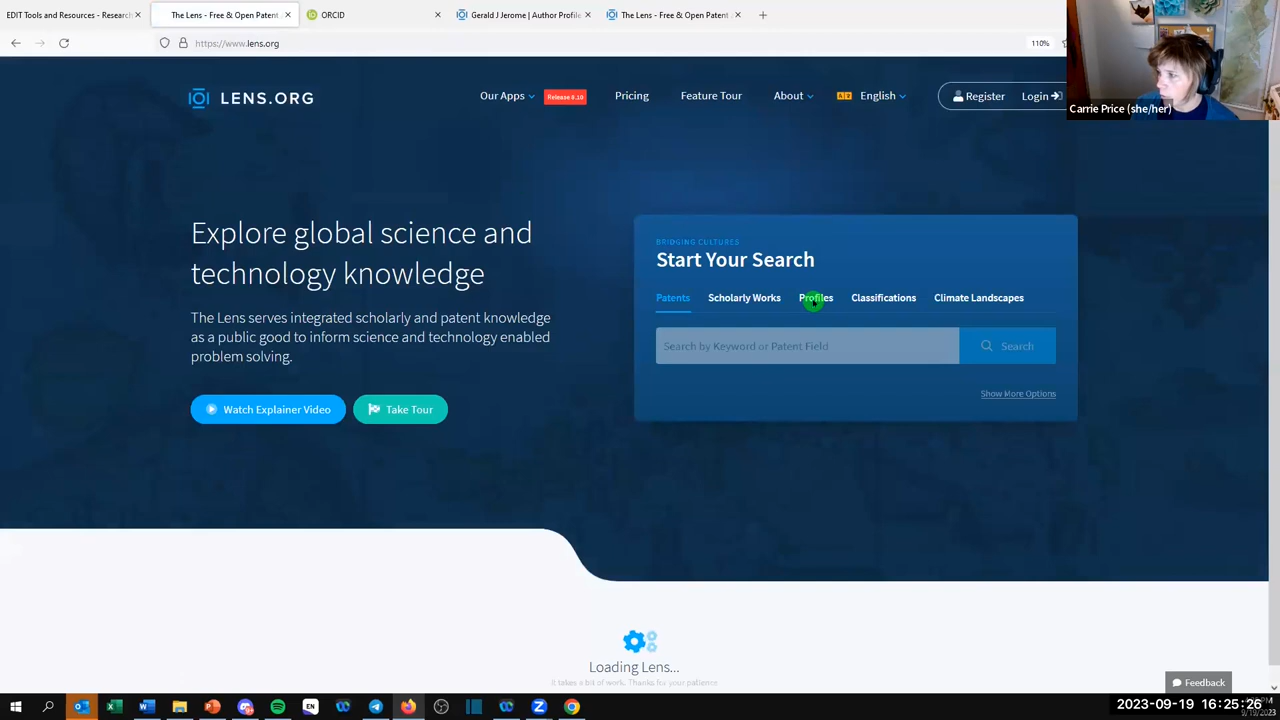 EDIT Tools and Resources - Research
The Lens - Free & Open Patent
ORCID
Gerald J Jerome | Author Profile
The Lens - Free & Open Patent
https://www.lens.org
110%
Carrie Price (she/her)
LENS.ORG
Our Apps
Release 8.10
Pricing
Feature Tour
About
English
Register
Login
Explore global science and
technology knowledge
The Lens serves integrated scholarly and patent knowledge
as a public good to inform science and technology enabled
problem solving.
Watch Explainer Video
Take Tour
BRIDGING CULTURES
Start Your Search
Patents
Scholarly Works
Profiles
Classifications
Climate Landscapes
Search by Keyword or Patent Field
Search
Show More Options
Loading Lens...
It takes a bit of work. Thanks for your patience
Feedback
2023-09-19 16:25:26